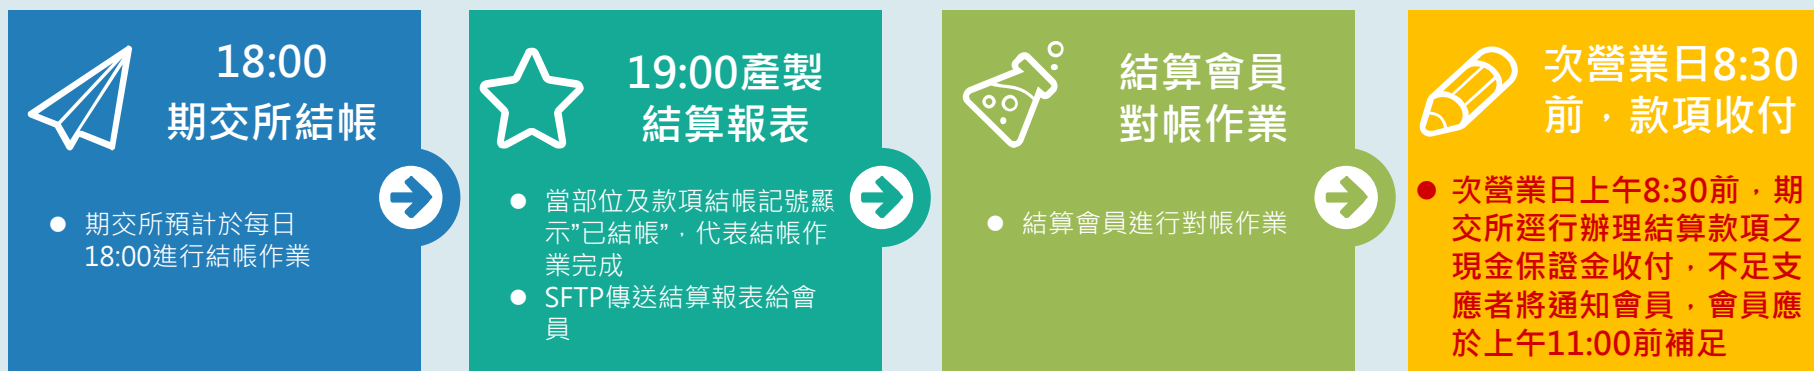 18:00
期交所結帳
● 期交所預計於每日
18:00進行結帳作業
19:00產製
結算報表
● 當部位及款項結帳記號顯
示”已結帳”，代表結帳作
業完成
● SFTP傳送結算報表給會
員
結算會員
對帳作業
● 結算會員進行對帳作業
次營業日8:30
前，款項收付
● 次營業日上午8:30前，期
交所逕行辦理結算款項之
現金保證金收付，不足支
應者將通知會員，會員應
於上午11:00前補足